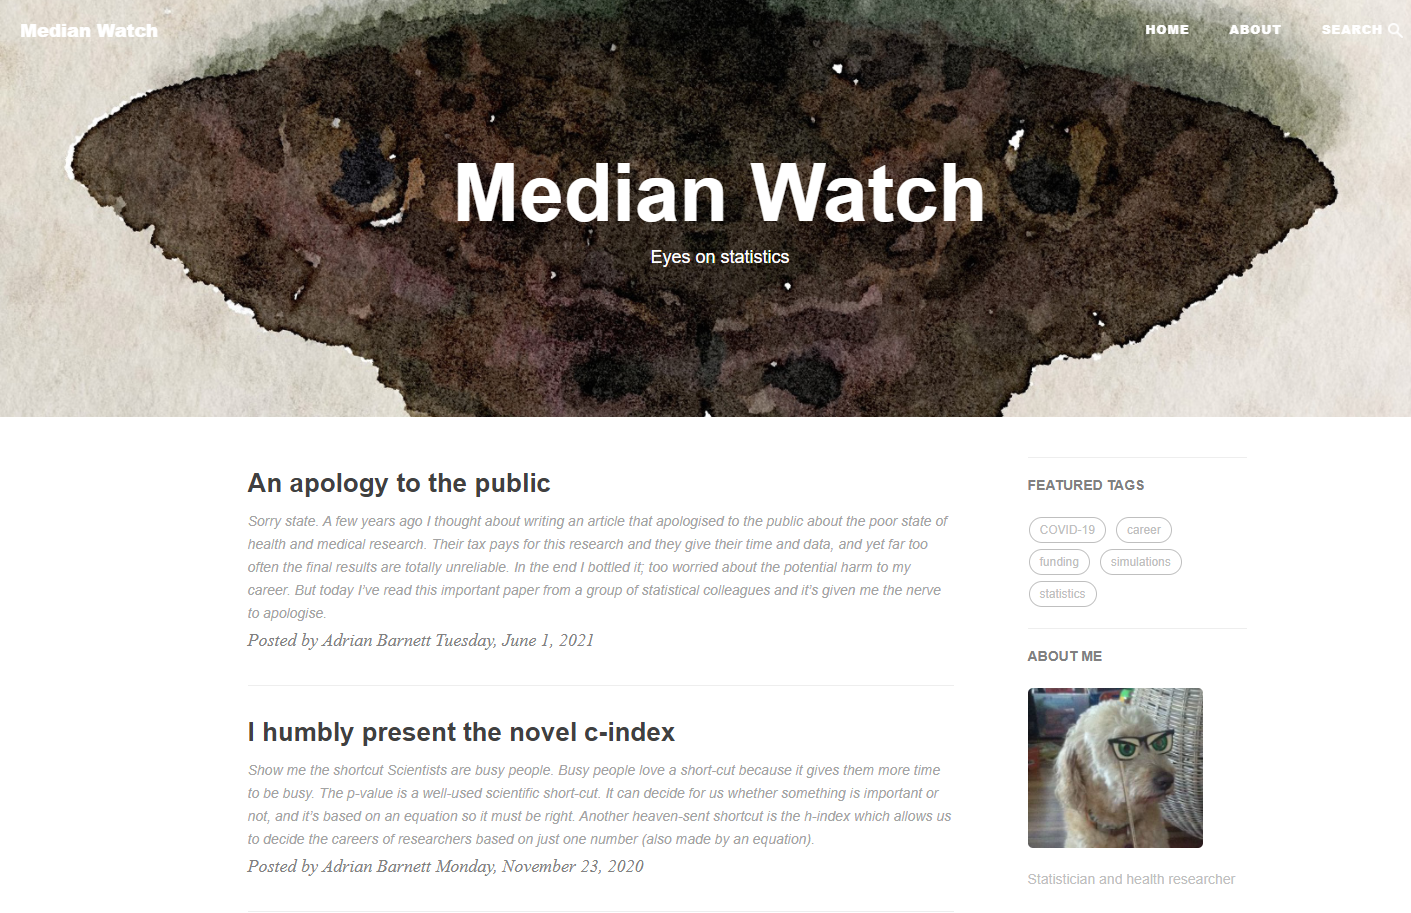 Median Watch
HOME ABOUT SEARCH
Median Watch
Eyes on statistics
An apology to the public
Sorry state. A few years ago I thought about writing an article that apologised to the public about the poor state of
health and medical research. Their tax pays for this research and they give their time and data, and yet far too
often the final results are totally unreliable. In the end I bottled it; too worried about the potential harm to my
career. But today I've read this important paper from a group of statistical colleagues and it's given me the nerve
to apologise.
Posted by Adrian Barnett Tuesday, June 1, 2021
I humbly present the novel c-index
Show me the shortcut Scientists are busy people. Busy people love a short-cut because it gives them more time
to be busy. The p-value is a well-used scientific short-cut. It can decide for us whether something is important or
not, and it's based on an equation so it must be right. Another heaven-sent shortcut is the h-index which allows us
to decide the careers of researchers based on just one number (also made by an equation).
Posted by Adrian Barnett Monday, November 23, 2020
FEATURED TAGS
COVID-19 career
funding simulations
statistics
ABOUT ME
Statistician and health researcher